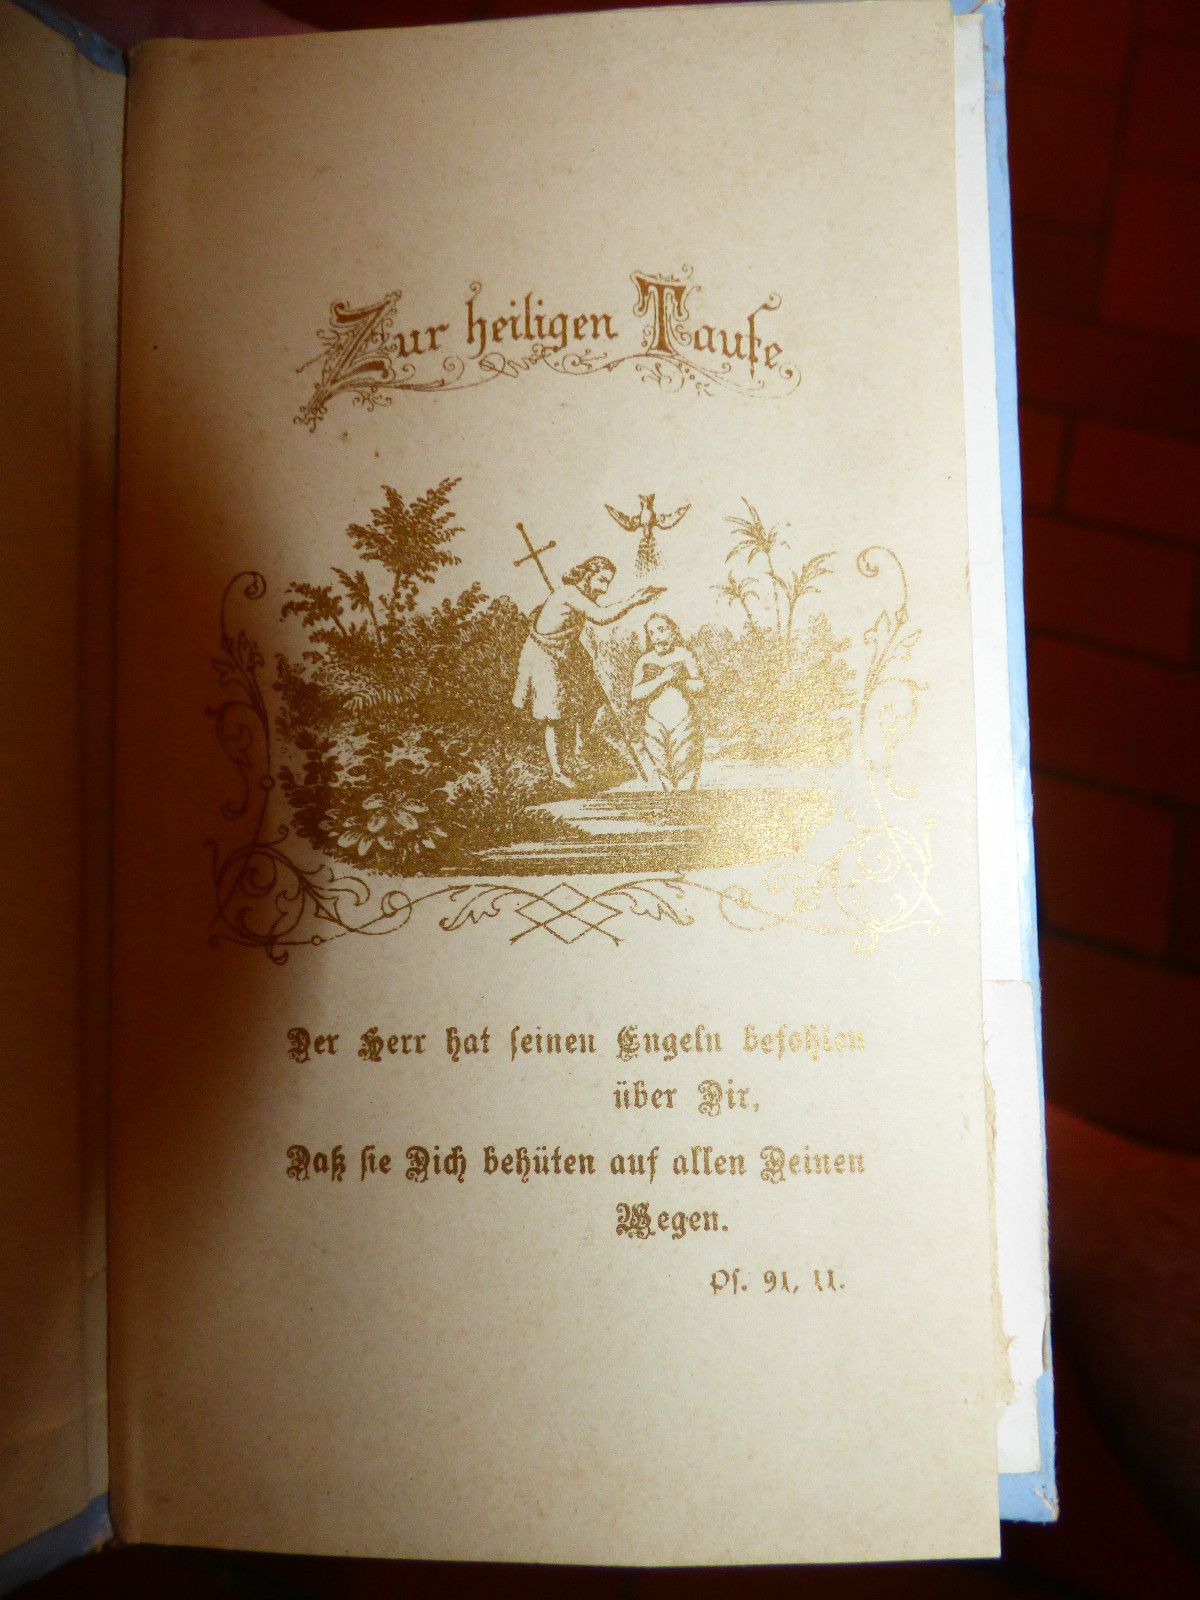 Zur heiligen Taufe
Der Herr hat seinen Engeln befohlen
über Dir,
Daß sie Dich behüten auf allen Deinen
Wegen.
Ps. 91, 11.